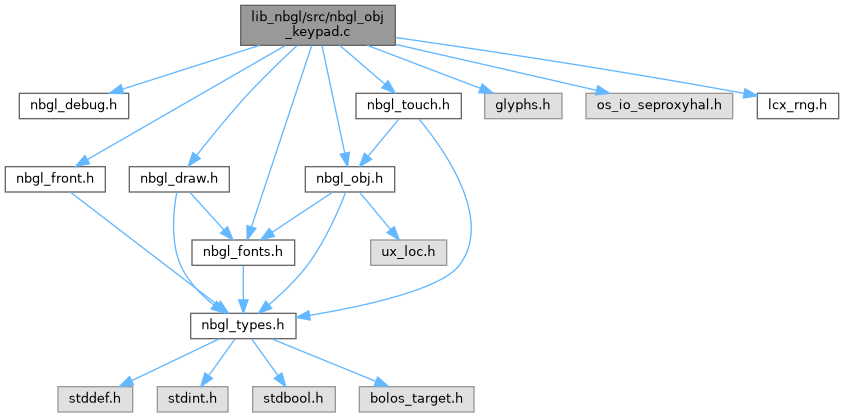 lib_nbgl/src/nbgl_obj
_keypad.c
nbgl_debug.h
nbgl_touch.h
glyphs.h
os_io_seproxyhal.h
lcx_rng.h
nbgl_front.h
nbgl_draw.h
nbgl_obj.h
nbgl_fonts.h
ux_loc.h
nbgl_types.h
stddef.h
stdint.h
stdbool.h
bolos_target.h